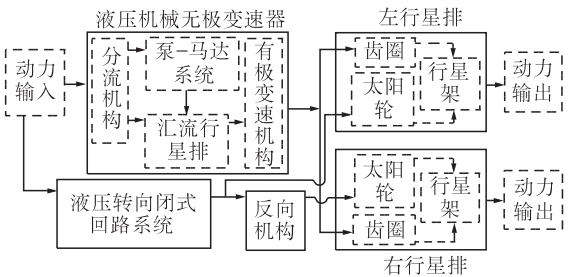 液压机械无极变速器
动力
输入
分
流
机
构
泵-马达
系统
汇流行
星排
有
极
变
速
机
构
液压转向闭式
回路系统
反向
机构
左行星排
齿圈
太阳
轮
行星
架
动力
输出
太阳
轮
齿圈
行星
架
动力
输出
右行星排